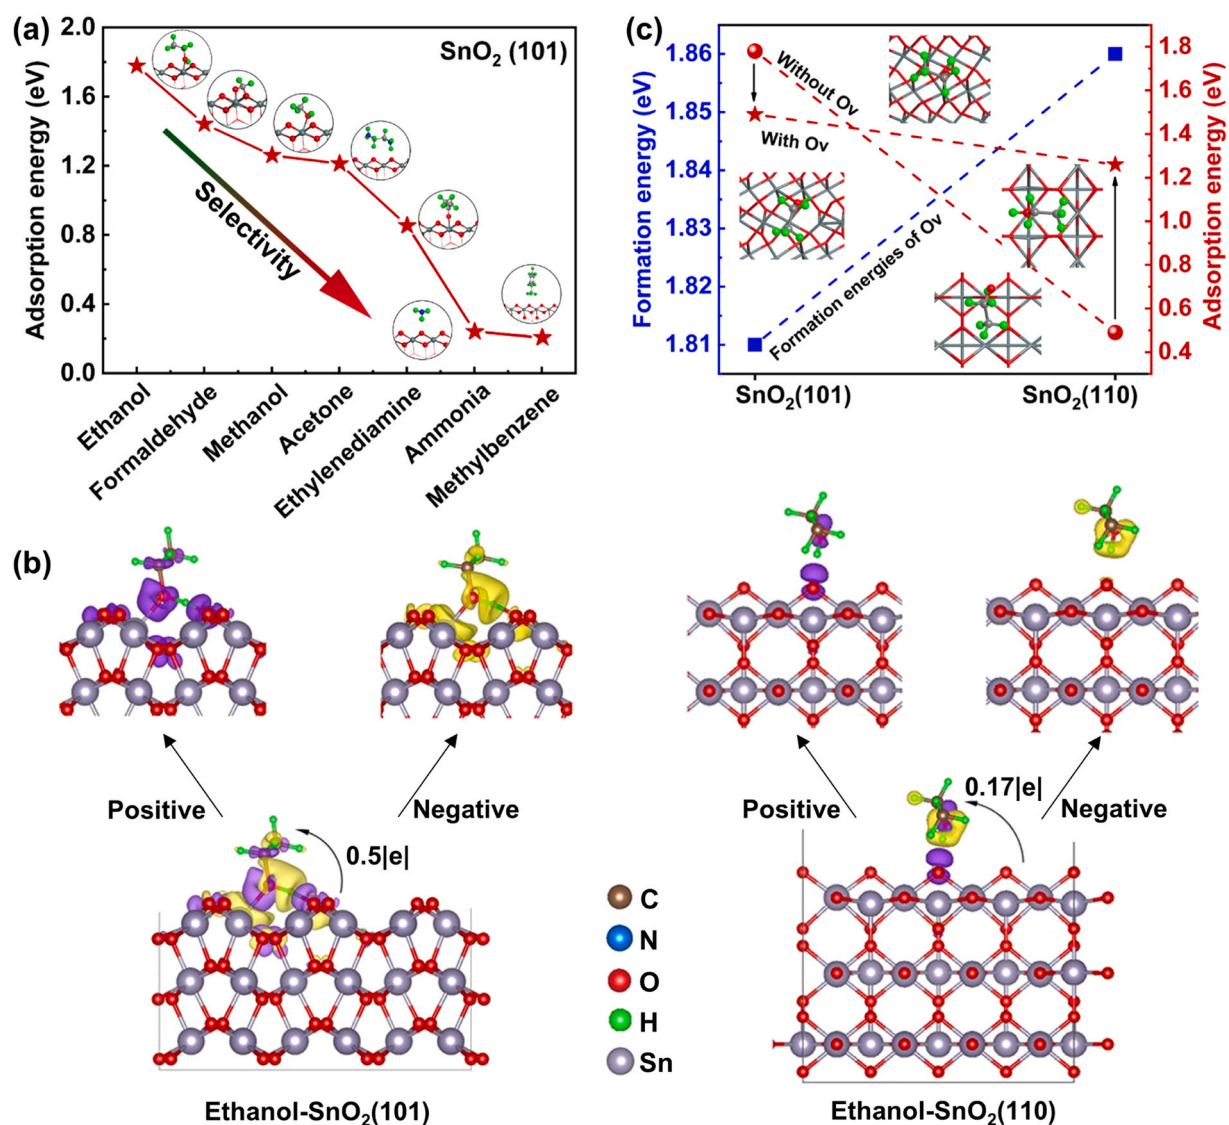 (a)
SnO₂ (101)
Adsorption energy (eV)
2.0
1.6
1.2
0.8
0.4
0.0
Selectivity
Ethanol
Formaldehyde
Methanol
Acetone
Ethylenediamine
Ammonia
Methylbenzene
(c)
Formation energy (eV)
1.86
1.85
1.84
1.83
1.82
1.81
Without Ov
With Ov
Formation energies of Ov
1.8
1.6
1.4
1.2
1.0
0.8
0.6
0.4
Adsorption energy (eV)
SnO₂(101)
SnO₂(110)
(b)
Positive
Negative
0.5|e|
Ethanol-SnO₂(101)
C
N
O
H
Sn
Positive
Negative
0.17|e|
Ethanol-SnO₂(110)